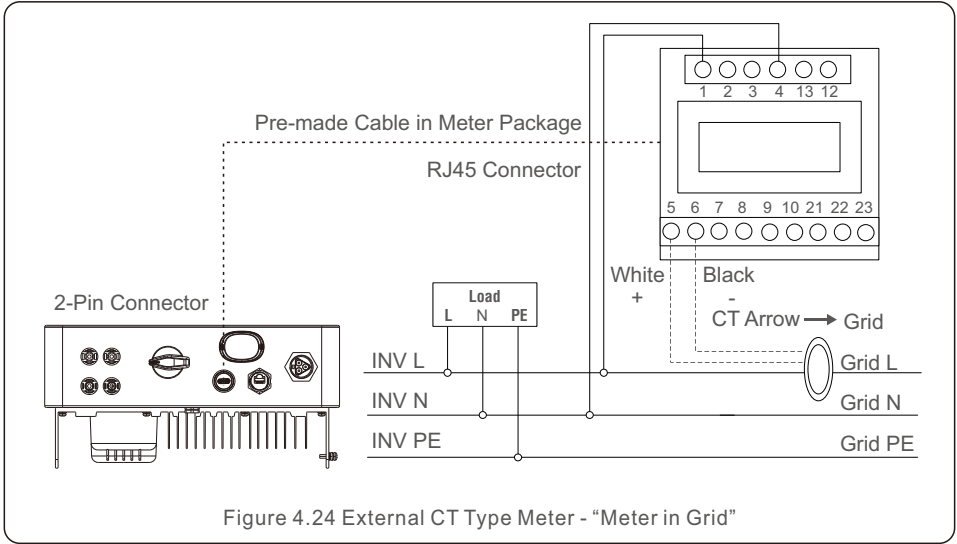 1 2 3 4 13 12
Pre-made Cable in Meter Package
RJ45 Connector
5 6 7 8 9 10 21 22 23
White Black
+ -
2-Pin Connector
Load
L N PE
CT Arrow → Grid
INV L Grid L
INV N Grid N
INV PE Grid PE
Figure 4.24 External CT Type Meter - “Meter in Grid”